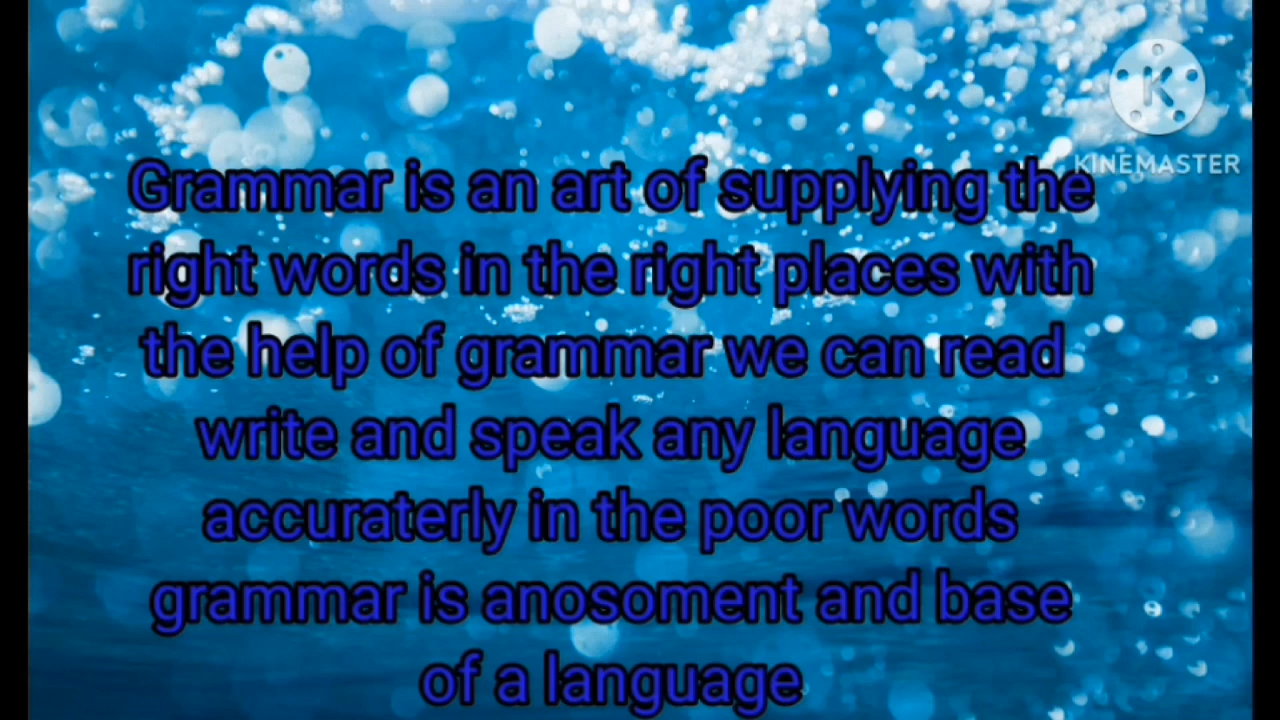 KINEMASTER
Grammar is an art of supplying the
right words in the right places with
the help of grammar we can read
write and speak any language
accuraterly in the poor words
grammar is anosoment and base
of a language